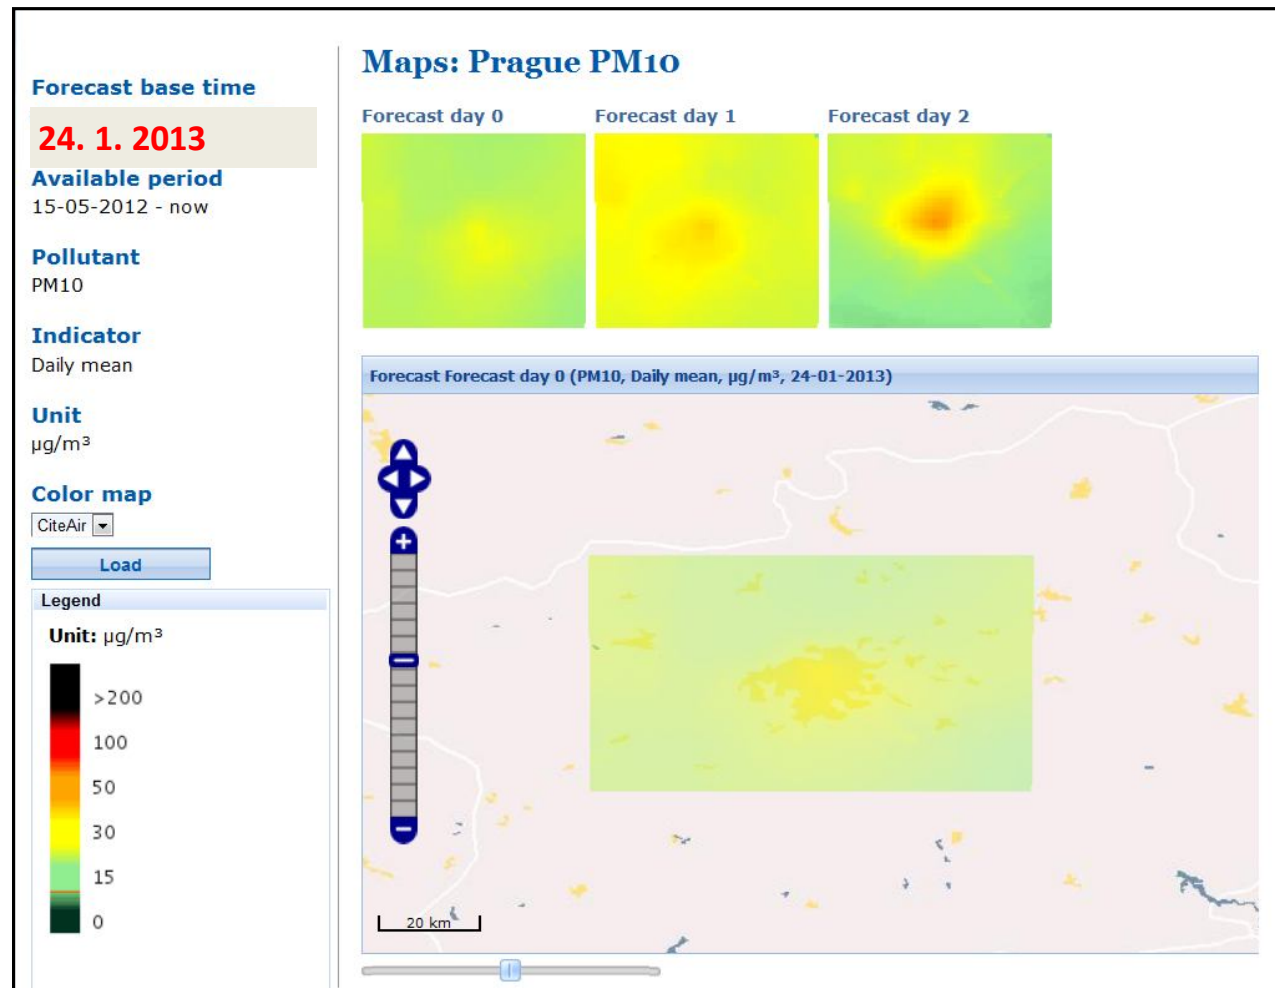 Maps: Prague PM10
Forecast base time
24. 1. 2013
Available period
15-05-2012 - now
Pollutant
PM10
Indicator
Daily mean
Unit
µg/m³
Color map
CiteAir
Load
Legend
Unit: µg/m³
>200
100
50
30
15
0
Forecast day 0
Forecast day 1
Forecast day 2
Forecast Forecast day 0 (PM10, Daily mean, µg/m³, 24-01-2013)
20 km